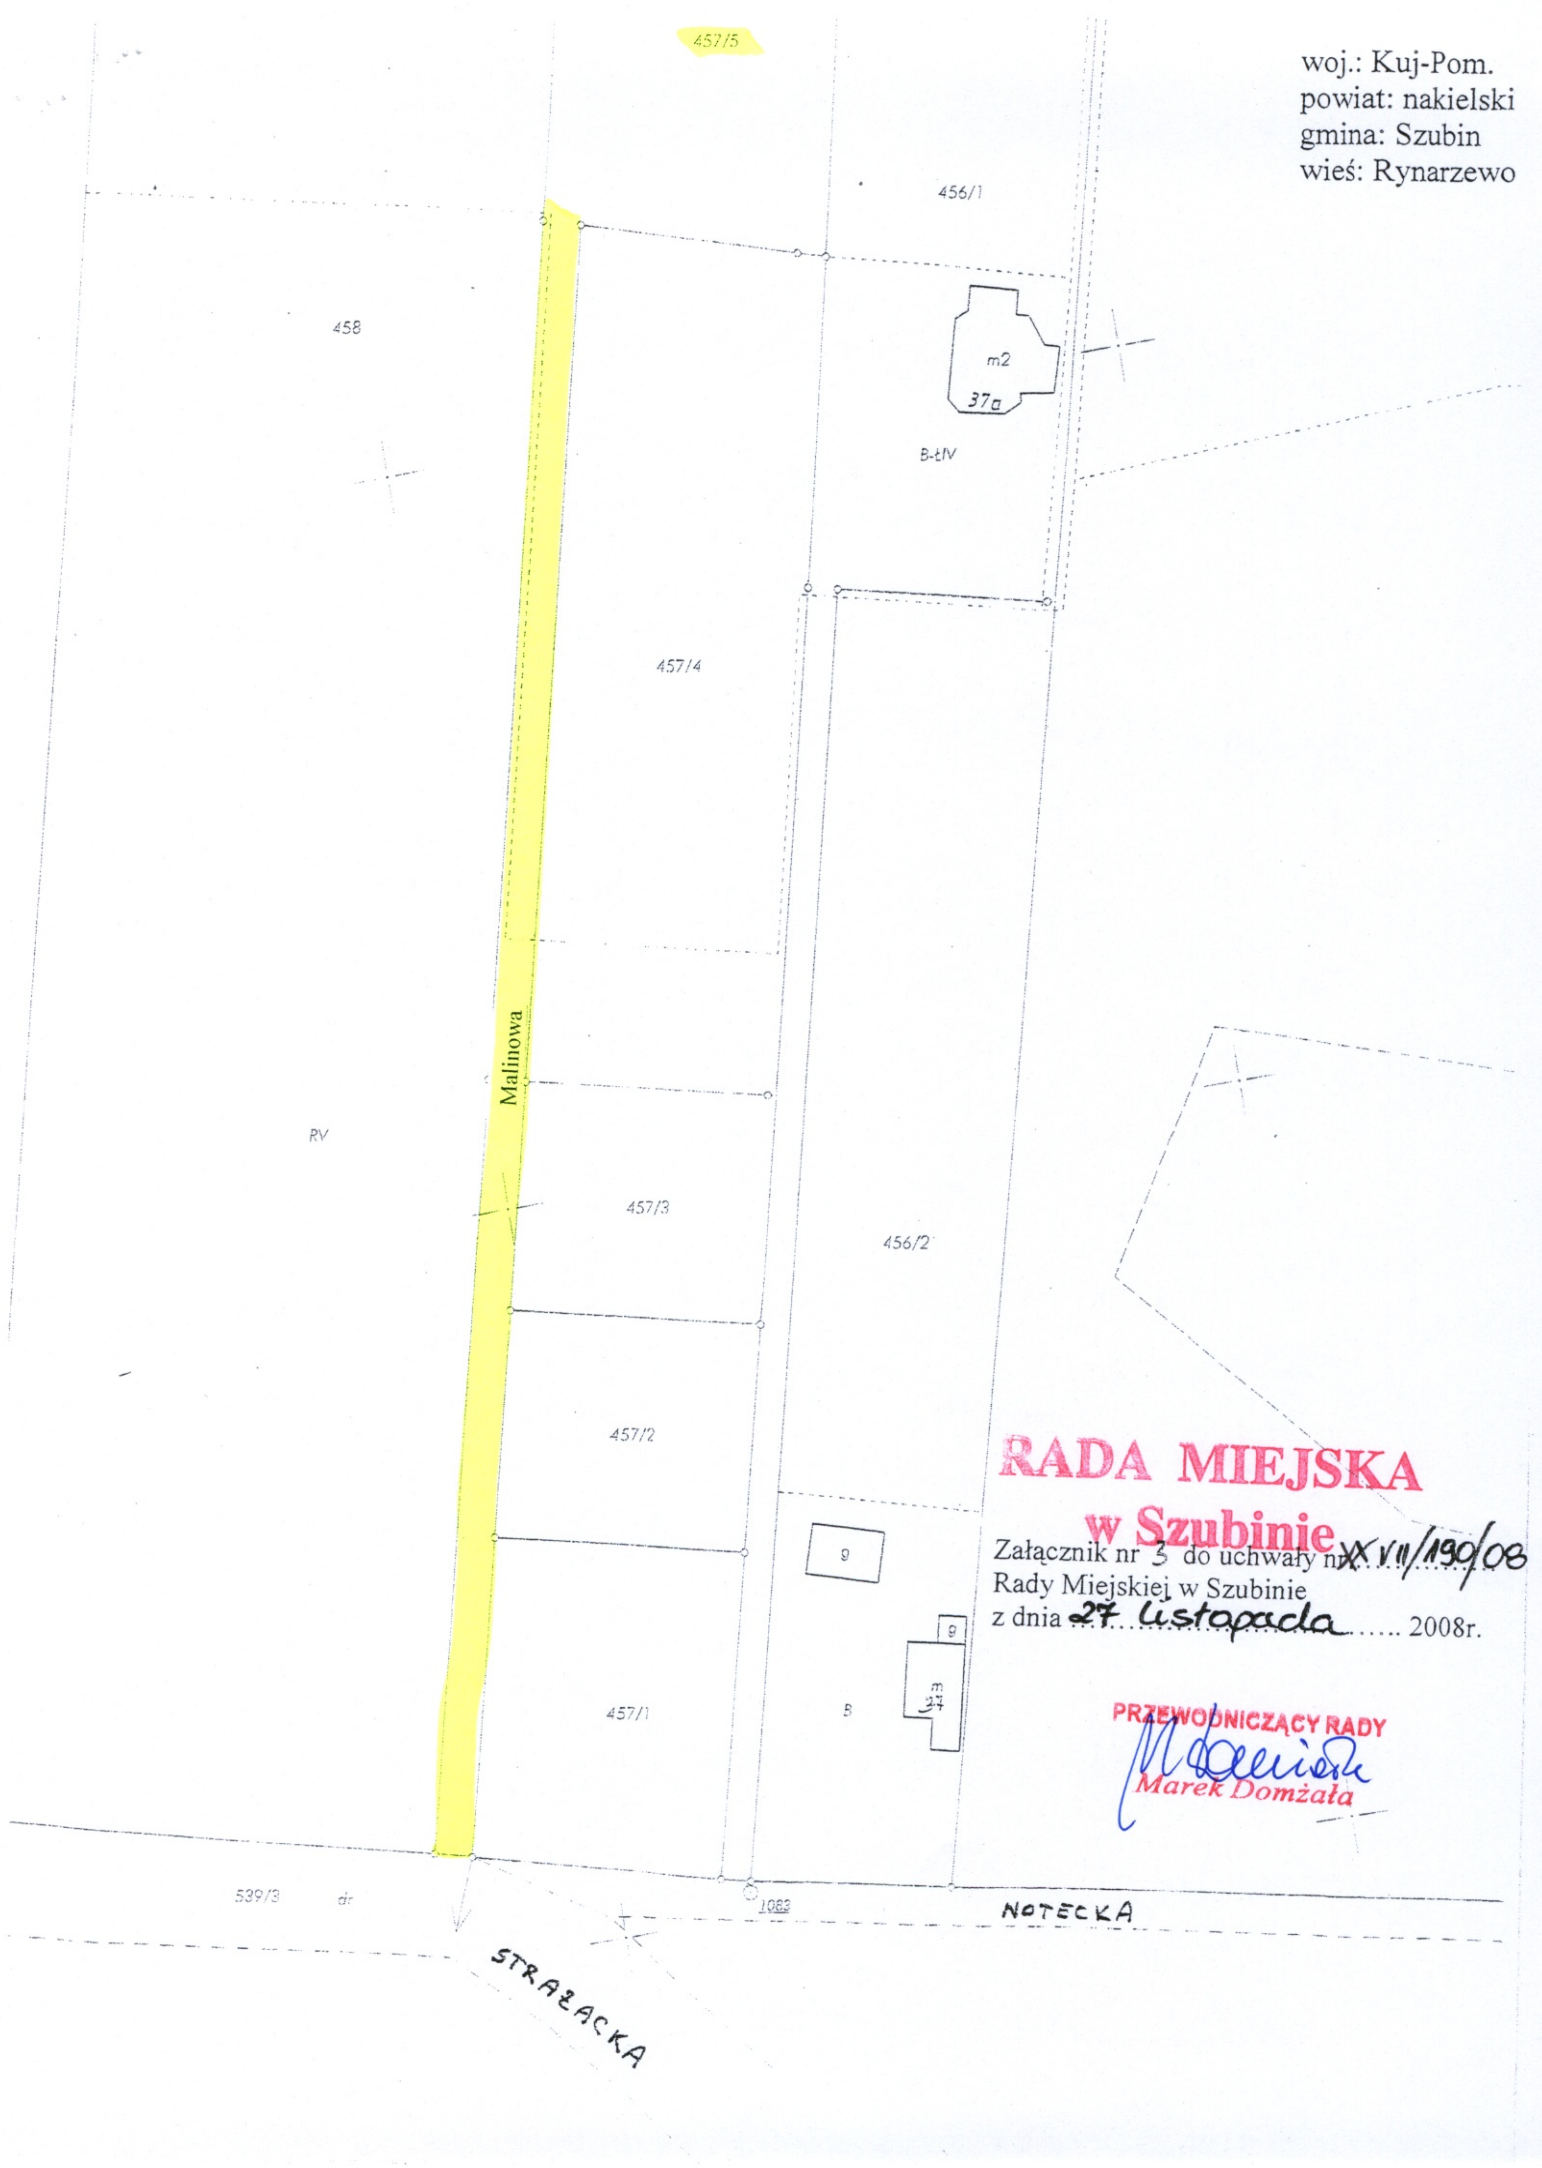 457/5
woj.: Kuj-Pom.
powiat: nakielski
gmina: Szubin
wieś: Rynarzewo
456/1
458
m2
37a
B-ŁIV
457/4
Malinowa
RV
457/3
456/2
457/2
RADA MIEJSKA
w Szubinie
Załącznik nr 3 do uchwały nr XXVII/190/08
Rady Miejskiej w Szubinie
z dnia 27 listopada 2008r.
g
g
m
27
B
457/1
PRZEWODNICZĄCY RADY
Marek Domżała
539/3 dr
1083
NOTECKA
STRAŻACKA